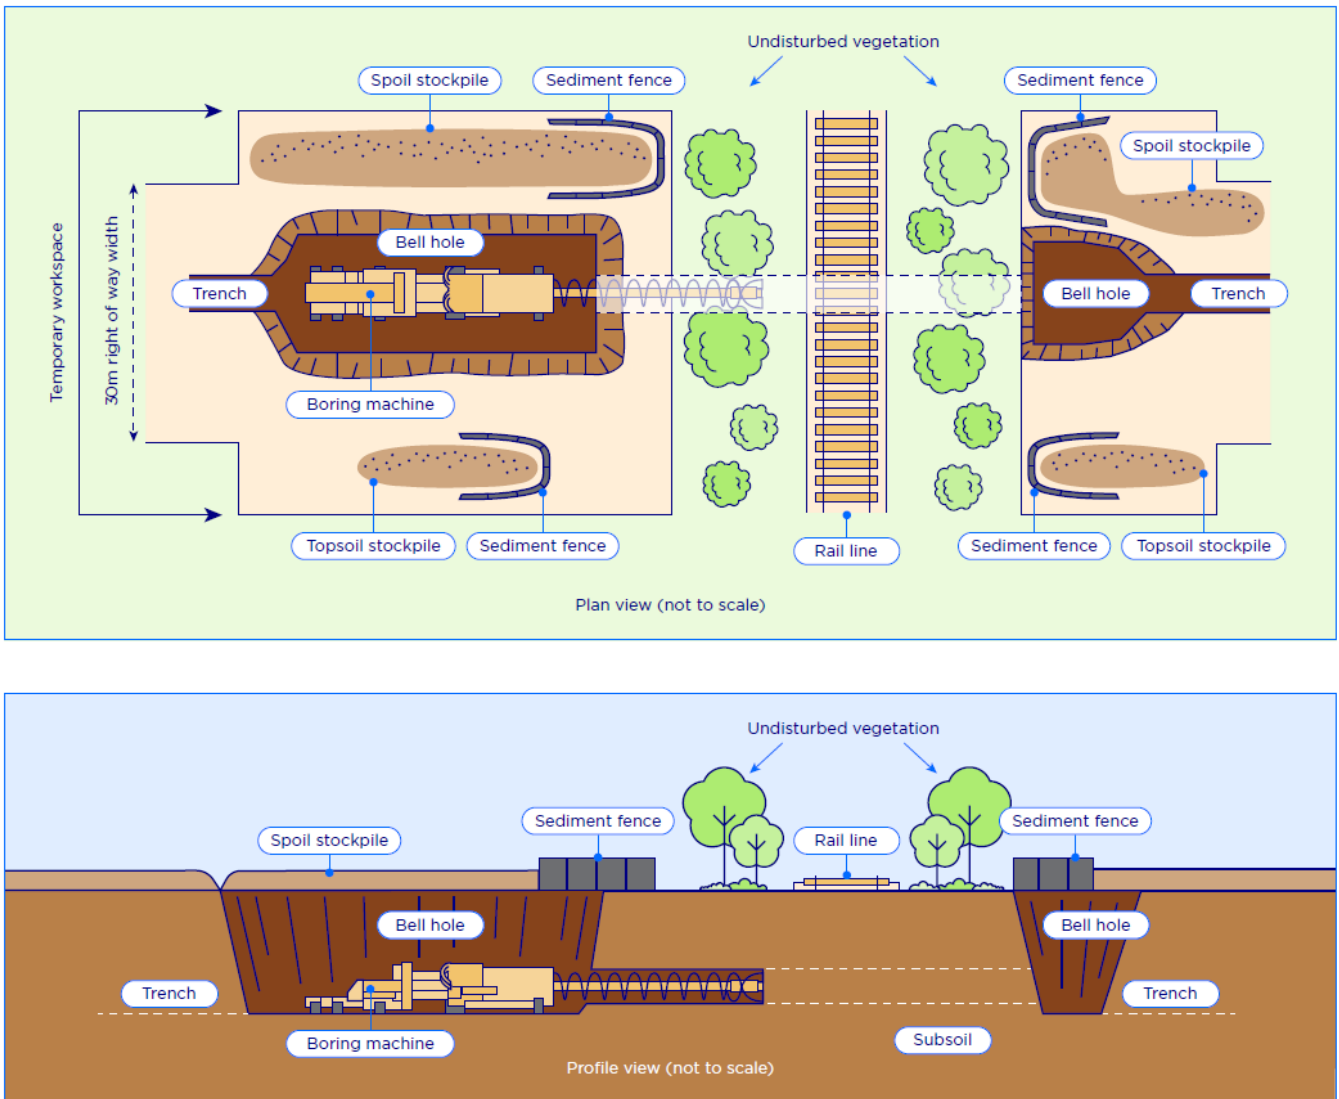 Undisturbed vegetation
Spoil stockpile
Sediment fence
Sediment fence
Spoil stockpile
Temporary workspace
30m right of way width
Bell hole
Trench
Bell hole
Trench
Boring machine
Topsoil stockpile
Sediment fence
Rail line
Sediment fence
Topsoil stockpile
Plan view (not to scale)
Undisturbed vegetation
Spoil stockpile
Sediment fence
Rail line
Sediment fence
Bell hole
Bell hole
Trench
Trench
Boring machine
Subsoil
Profile view (not to scale)